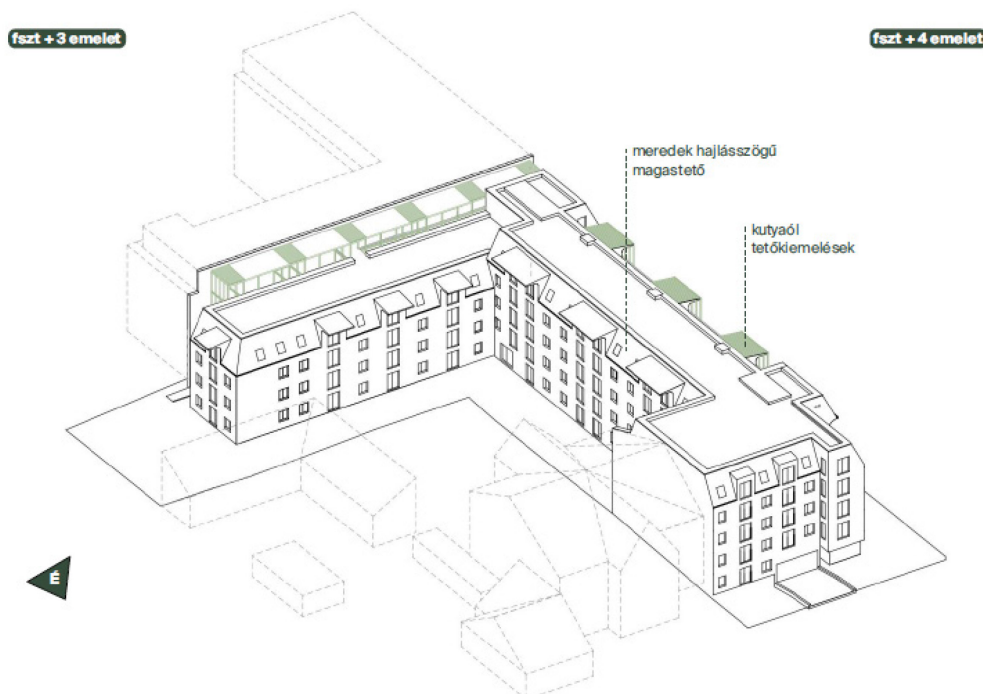 fszt + 3 emelet
fszt + 4 emelet
meredek hajlásszögű
magastető
kutyaól
tetőkiemelések
É